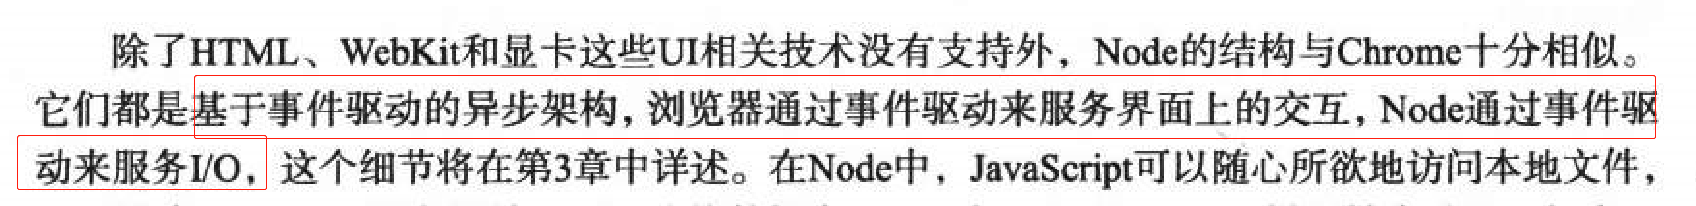 除了HTML、WebKit和显卡这些UI相关技术没有支持外，Node的结构与Chrome十分相似。
它们都是基于事件驱动的异步架构，浏览器通过事件驱动来服务界面上的交互，Node通过事件驱
动来服务I/O，这个细节将在第3章中详述。在Node中，JavaScript可以随心所欲地访问本地文件，